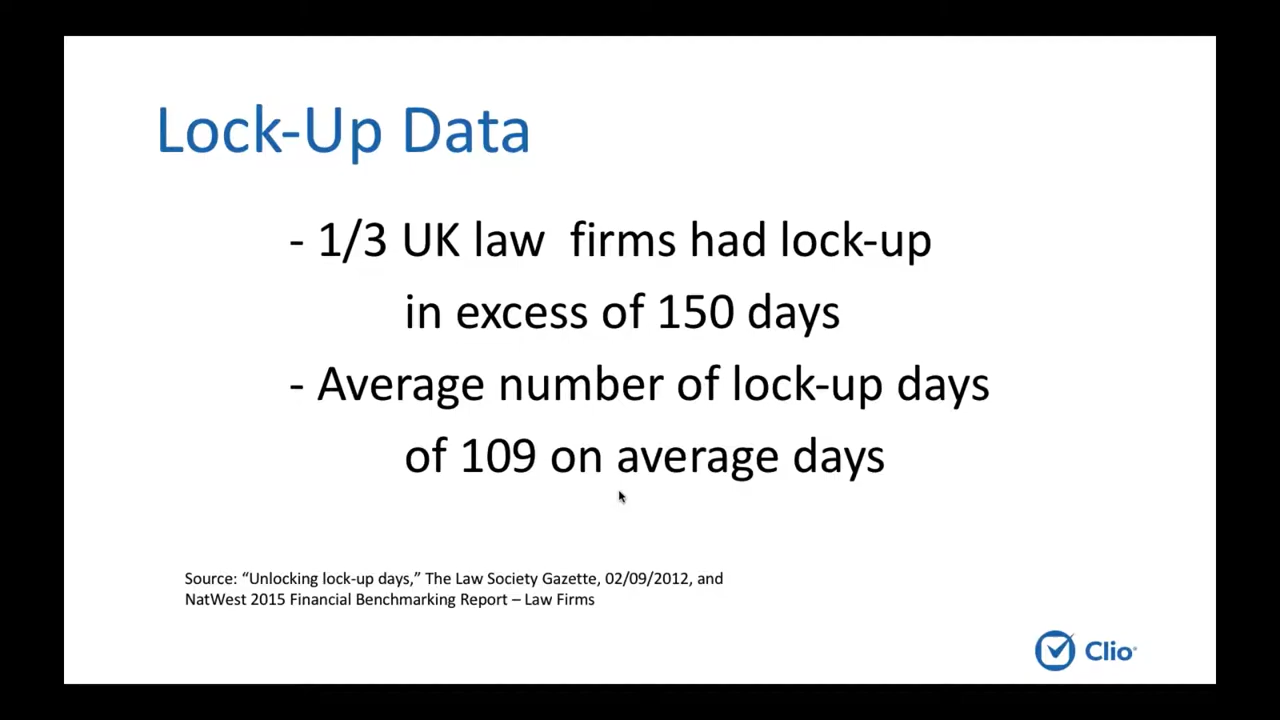 Lock-Up Data
- 1/3 UK law  firms had lock-up
in excess of 150 days
- Average number of lock-up days
of 109 on average days
Source: “Unlocking lock-up days,” The Law Society Gazette, 02/09/2012, and
NatWest 2015 Financial Benchmarking Report – Law Firms
Clio